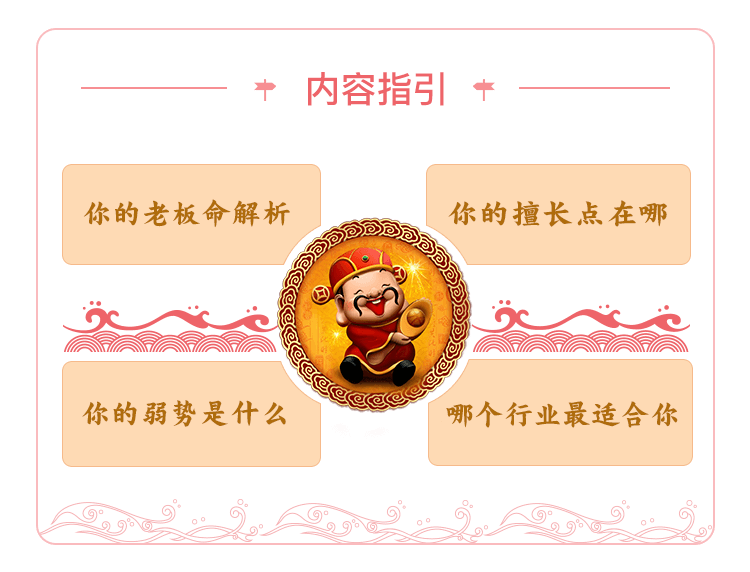 内容指引
你的老板命解析
你的擅长点在哪
你的弱势是什么
哪个行业最适合你